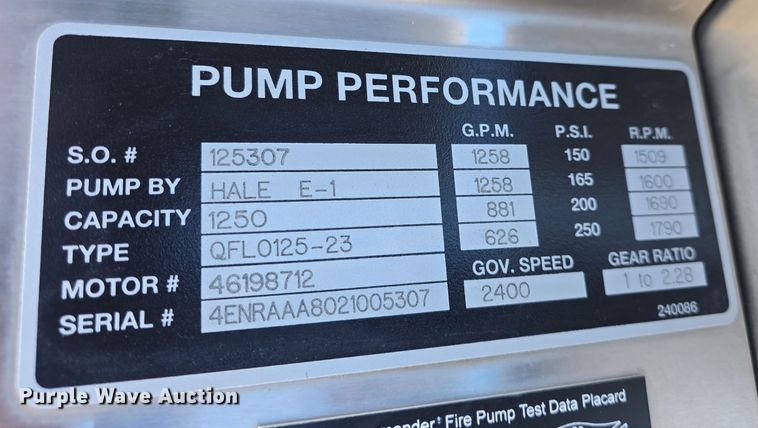 PUMP PERFORMANCE
G.P.M. P.S.I. R.P.M.
S.O. # 125307 1258 150 1509
PUMP BY HALE E-1 1258 165 1600
CAPACITY 1250 881 200 1690
TYPE QFLO125-23 626 250 1790
MOTOR # 46198712 GOV. SPEED GEAR RATIO
SERIAL # 4ENRAAA8021005307 2400 1 to 2.28
240086
Purple Wave Auction
Fire Pump Test Data Placard